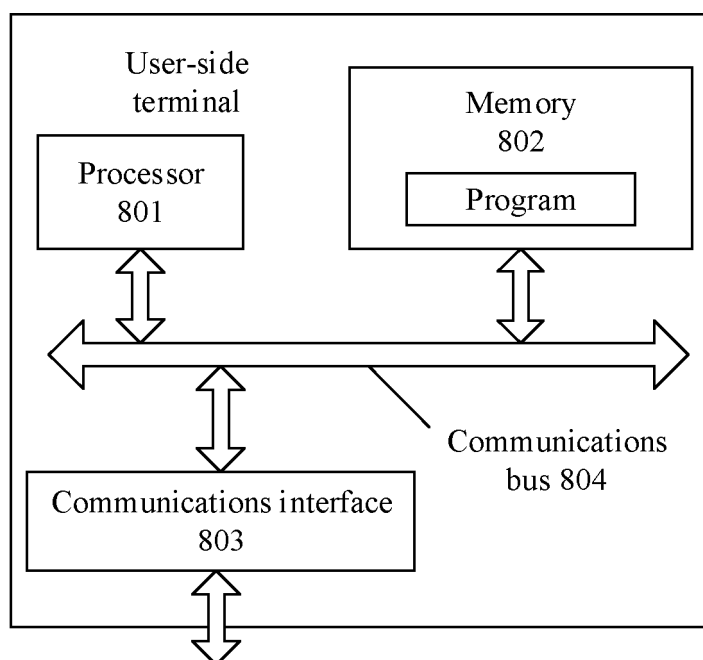 User-side
terminal
Processor
801
Memory
802
Program
Communications
bus 804
Communications interface
803